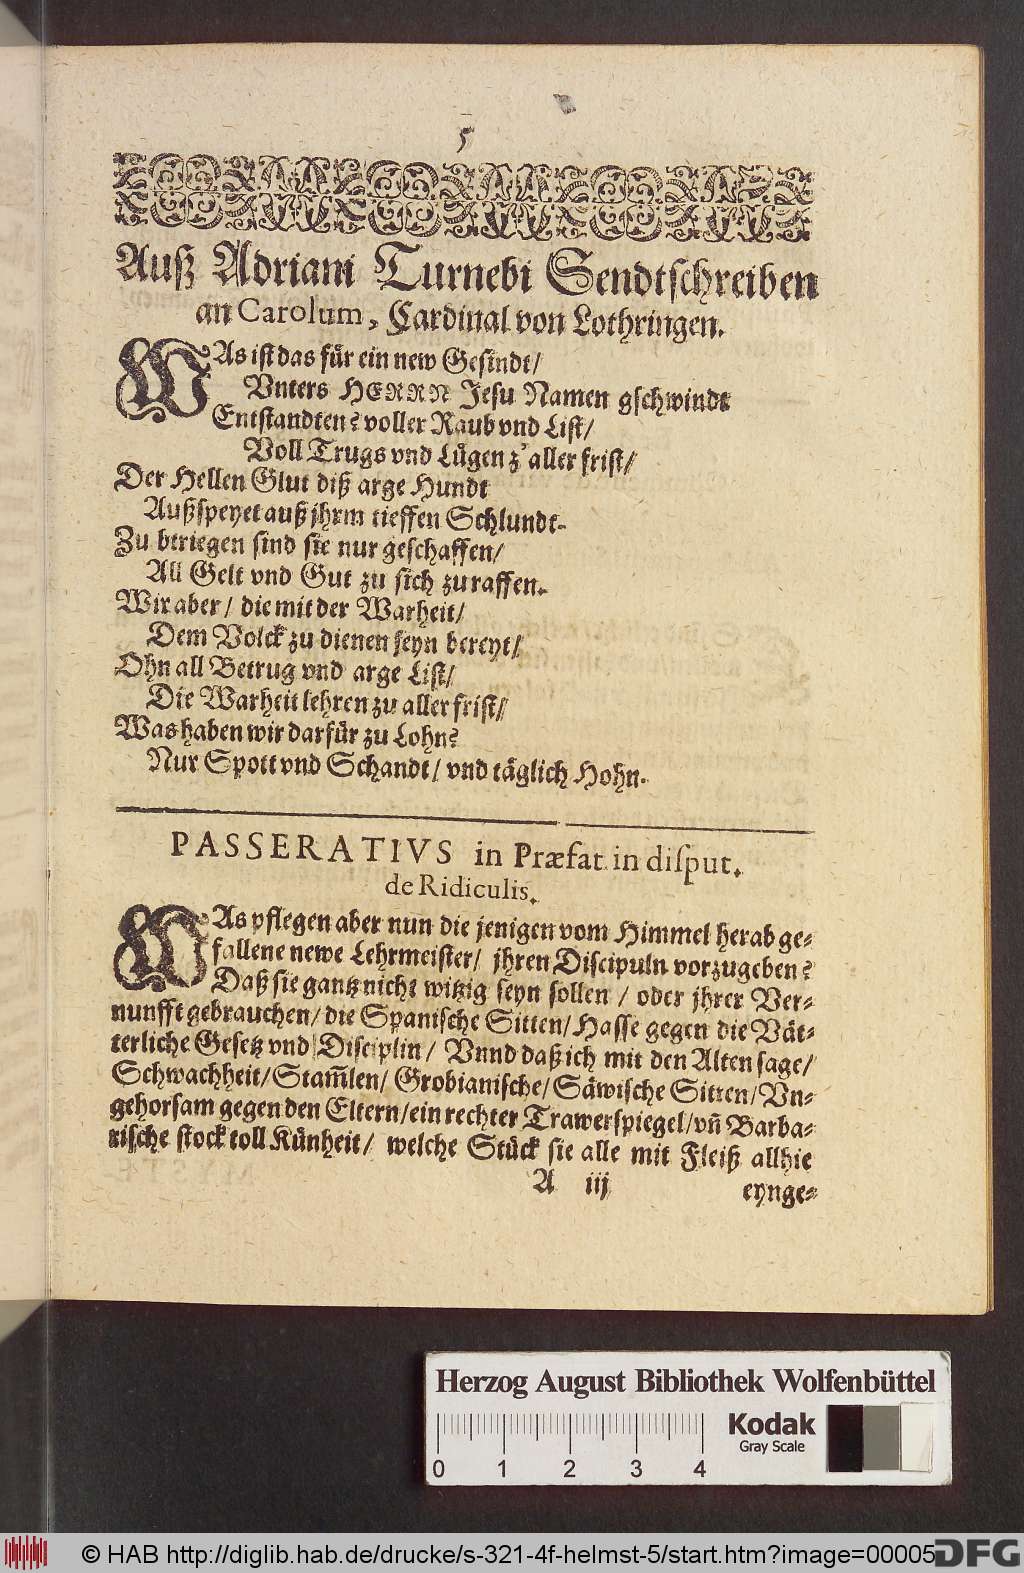 5
Auß Adriani Turnebi Sendtschreiben
an Carolum, Cardinal von Lothringen.
WAs ist das für ein new Gesindt/
Vnters HERRN Jesu Namen gschwindt
Entstandten? voller Raub vnd List/
Voll Trugs vnd Lügen z'aller frist/
Der Hellen Glut diß arge Hundt
Außspeyet auß jhrm tieffen Schlundt.
Zu btriegen sind sie nur geschaffen/
All Gelt vnd Gut zu sich zuraffen.
Wir aber/ die mit der Warheit/
Dem Volck zu dienen seyn bereyt/
Ohn all Betrug vnd arge List/
Die Warheit lehren zu aller frist/
Was haben wir darfür zu Lohn?
Nur Spott vnd Schandt/ vnd täglich Hohn.
PASSERATIVS in Præfat. in disput.
de Ridiculis.
WAs pflegen aber nun die jenigen vom Himmel herab ge-
fallene newe Lehrmeister/ jhren Discipuln vorzugeben?
Daß sie gantz nicht witzig seyn sollen/ oder jhrer Ver-
nunfft gebrauchen/ die Spanische Sitten/ Hasse gegen die Vät-
terliche Gesetz vnd Disciplin/ Vnnd daß ich mit den Alten sage/
Schwachheit/ Stam̃len/ Grobianische/ Säwische Sitten/ Vn-
gehorsam gegen den Eltern/ ein rechter Trawerspiegel/ vñ Barba-
rische stock toll Künheit/ welche Stück sie alle mit Fleiß allhie
A iij
eynge-
Herzog August Bibliothek Wolfenbüttel
Kodak
Gray Scale
0 1 2 3 4
© HAB http://diglib.hab.de/drucke/s-321-4f-helmst-5/start.htm?image=00005
DFG